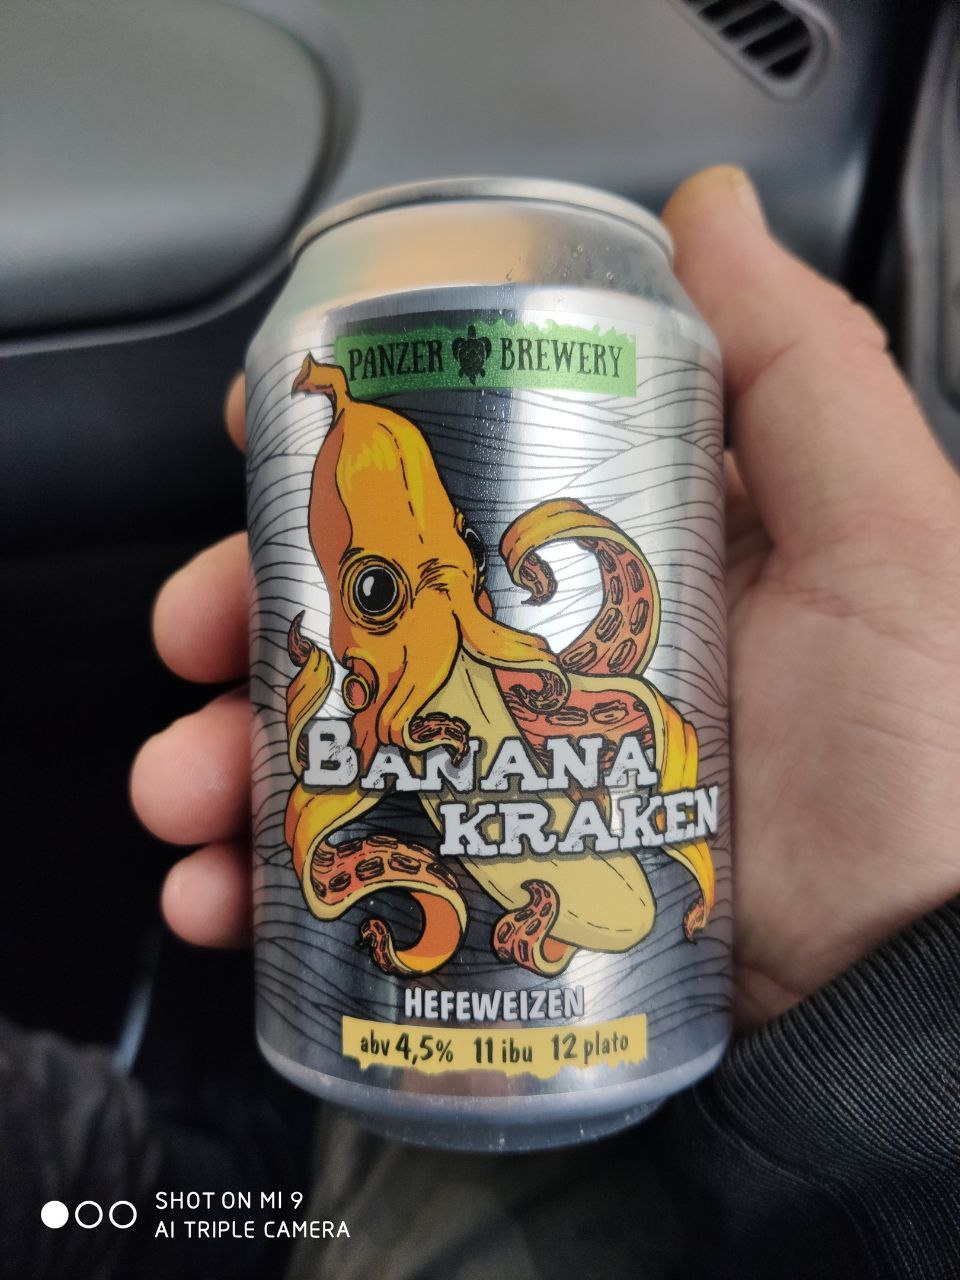 PANZER BREWERY
BANANA
KRAKEN
HEFEWEIZEN
abv 4,5% 11 ibu 12 plato
SHOT ON MI 9
AI TRIPLE CAMERA